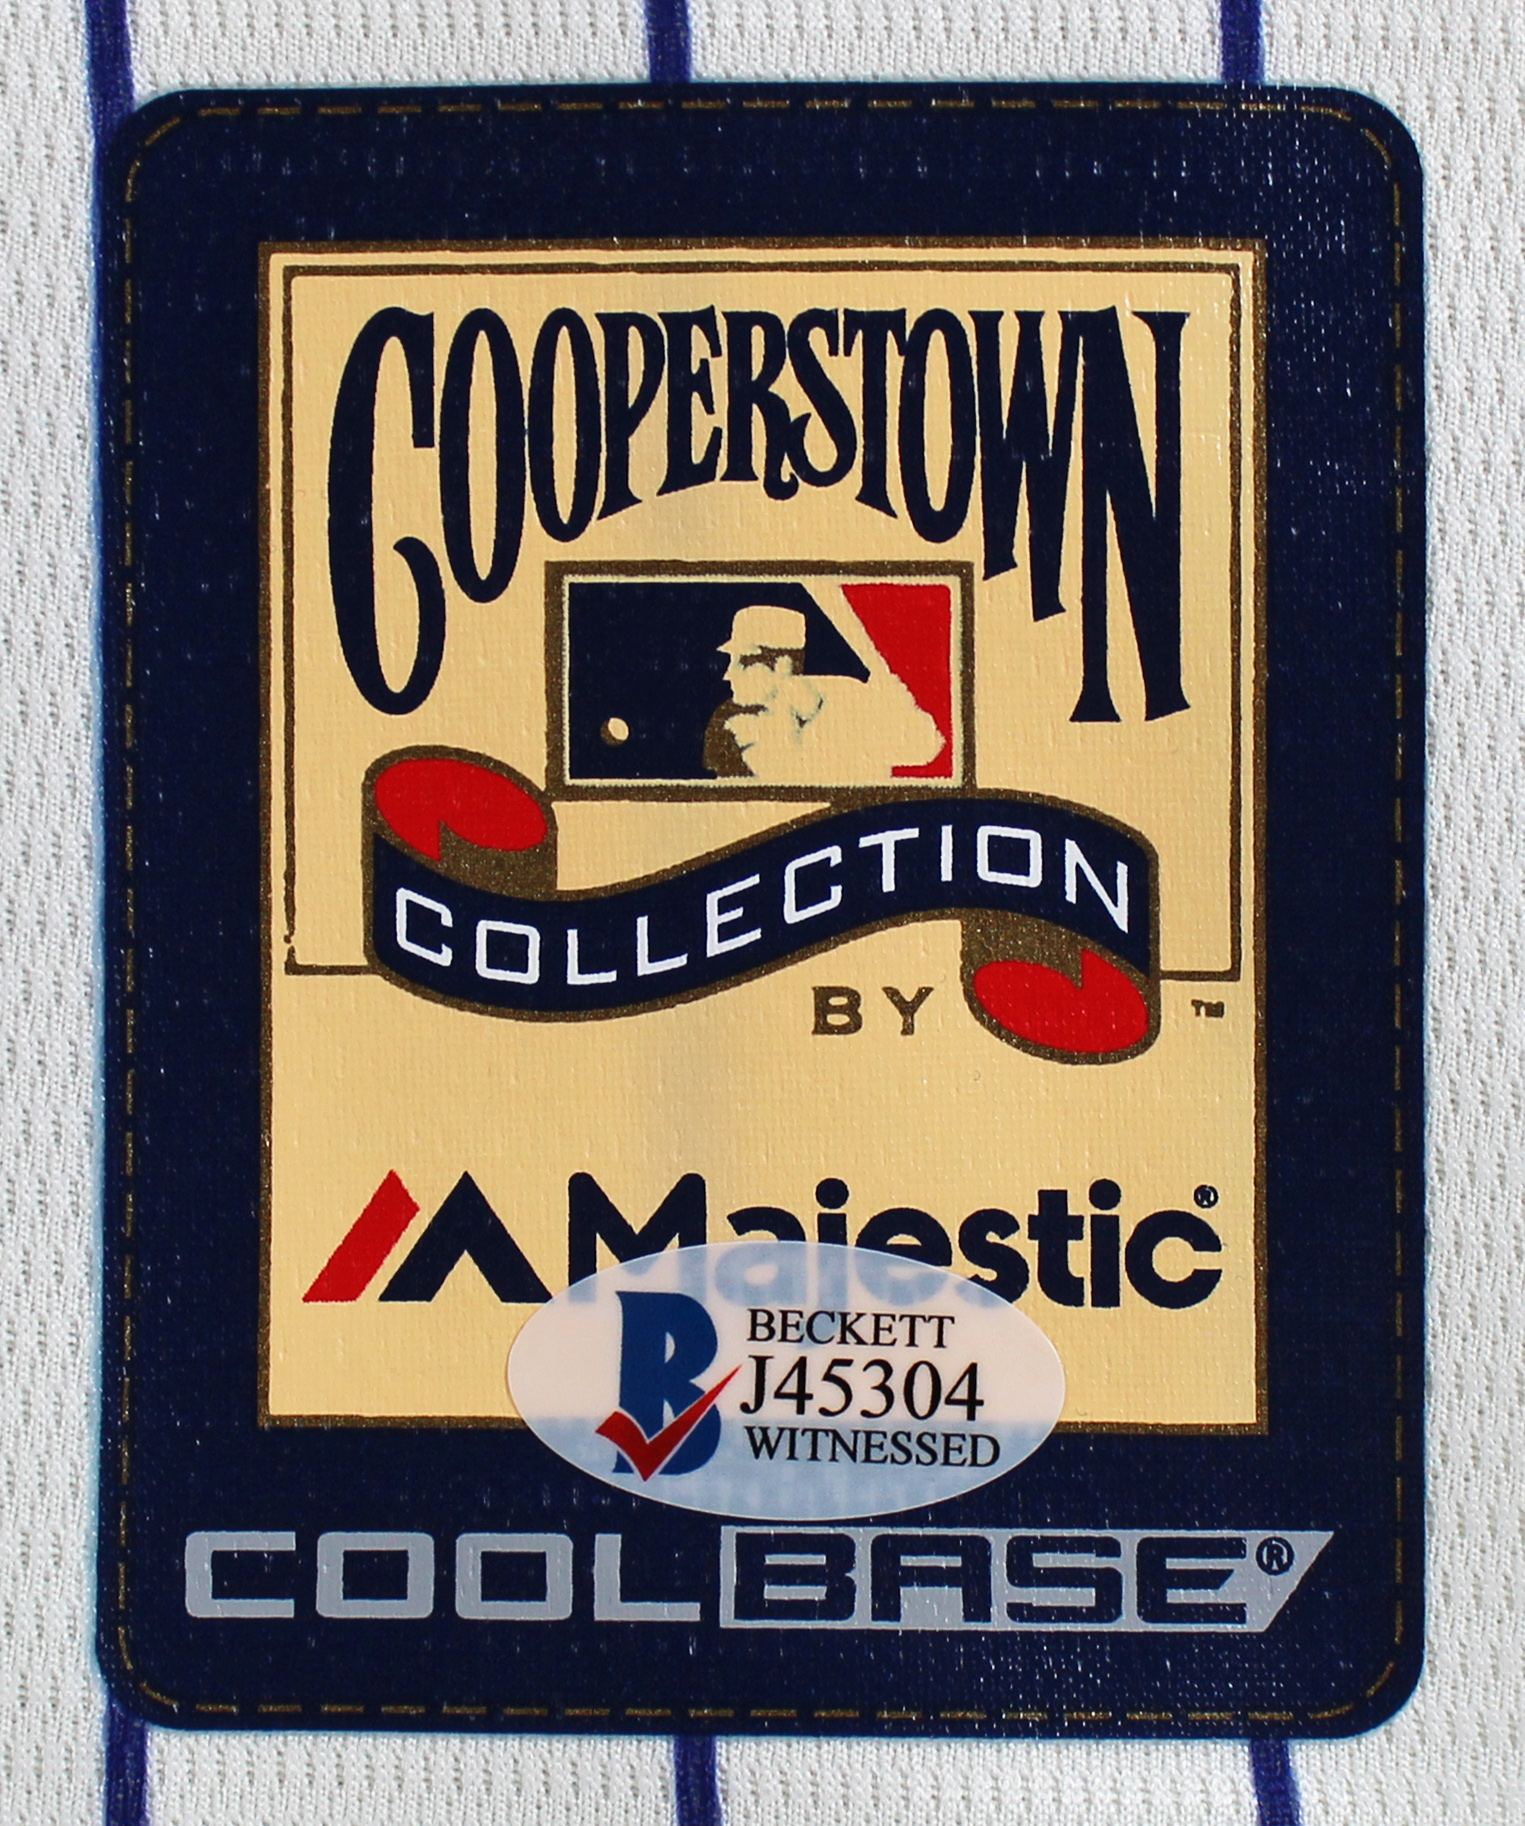 COOPERSTOWN
COLLECTION
BY ™
Majestic®
BECKETT
J45304
WITNESSED
COOLBASE®